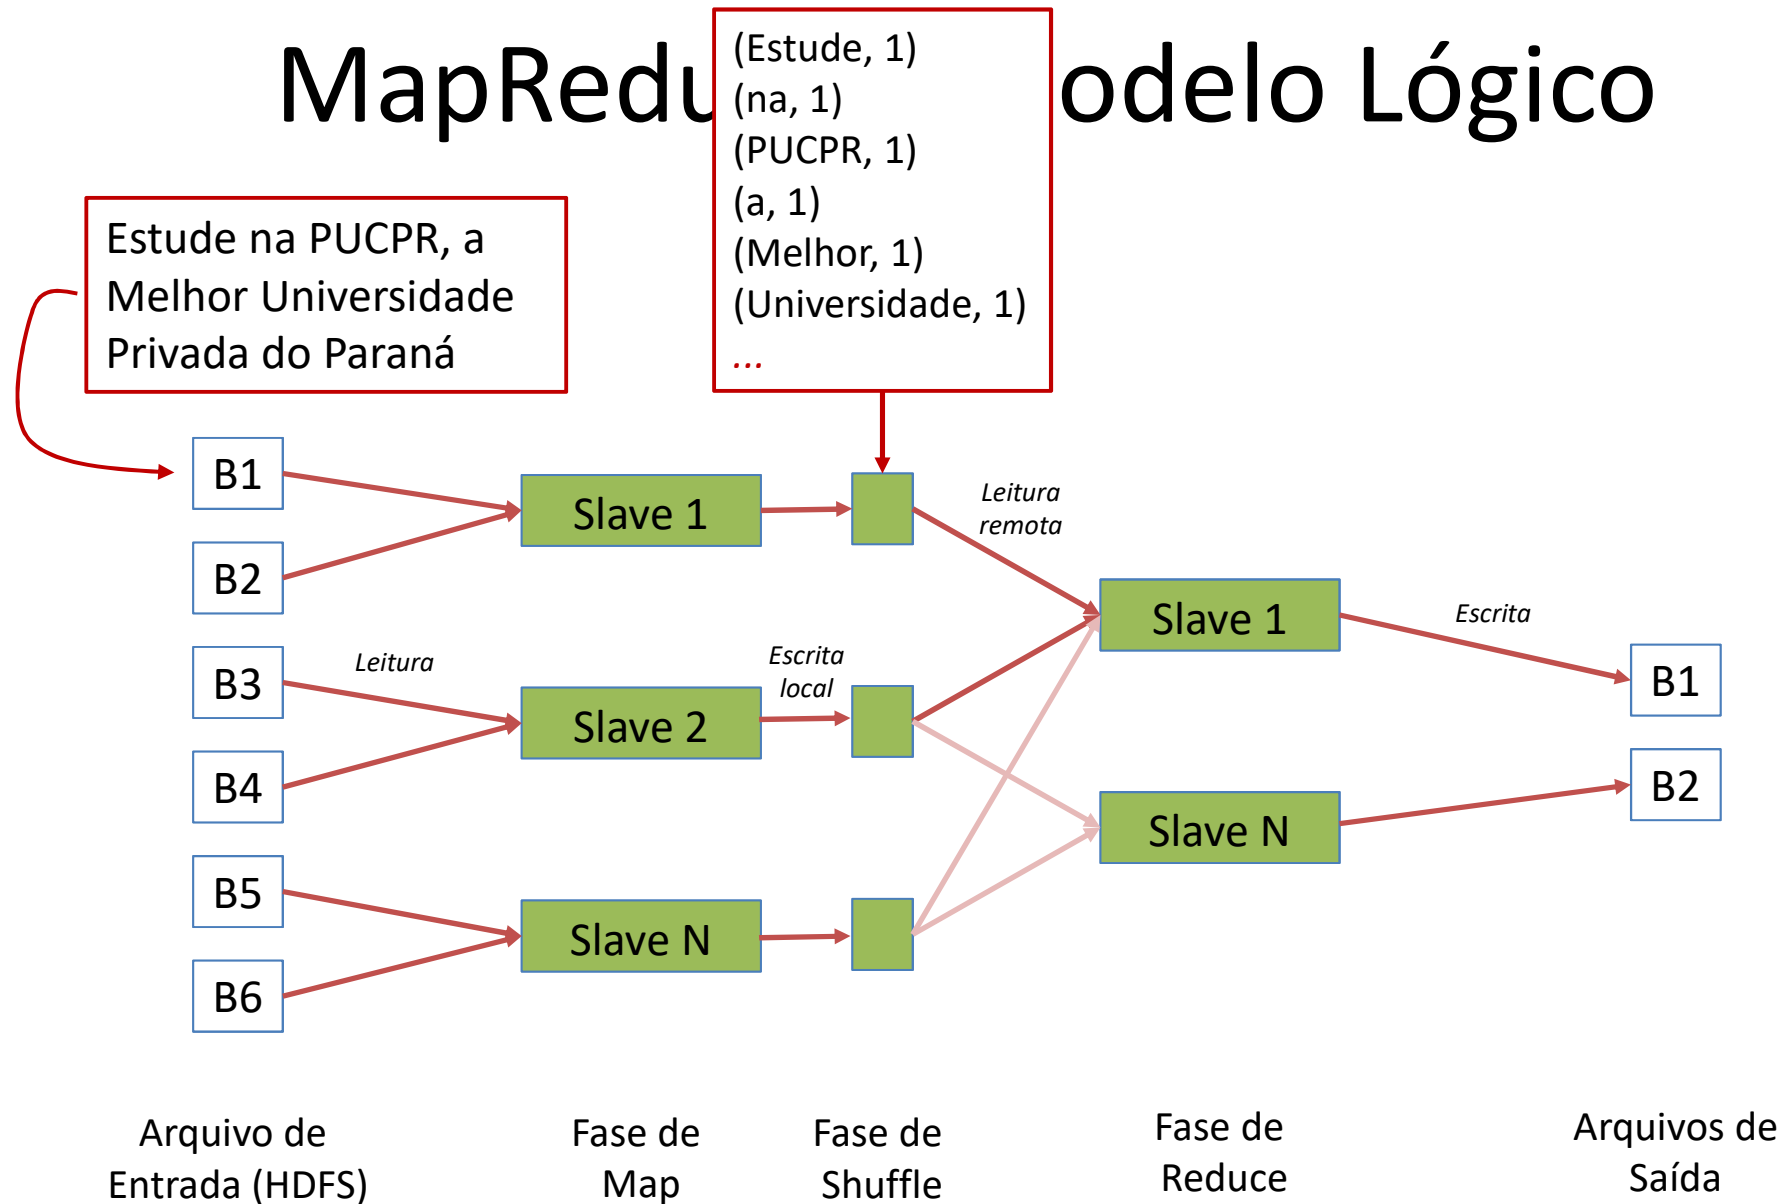 MapRedu odelo Lógico
(Estude, 1)
(na, 1)
(PUCPR, 1)
(a, 1)
(Melhor, 1)
(Universidade, 1)
...
Estude na PUCPR, a
Melhor Universidade
Privada do Paraná
B1
B2
B3
B4
B5
B6
Leitura
Slave 1
Slave 2
Slave N
Escrita
local
Leitura
remota
Slave 1
Slave N
Escrita
B1
B2
Arquivo de
Entrada (HDFS)
Fase de
Map
Fase de
Shuffle
Fase de
Reduce
Arquivos de
Saída